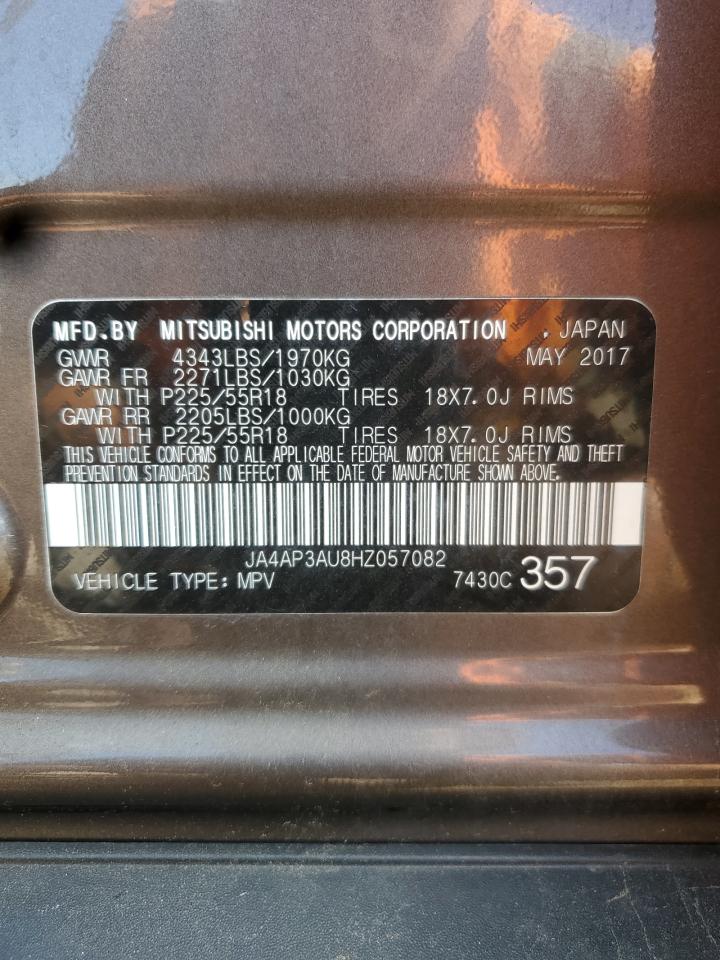 MFD.BY MITSUBISHI MOTORS CORPORATION , JAPAN
GVWR 4343LBS/1970KG MAY 2017
GAWR FR 2271LBS/1030KG
WITH P225/55R18 TIRES 18X7.0J RIMS
GAWR RR 2205LBS/1000KG
WITH P225/55R18 TIRES 18X7.0J RIMS
THIS VEHICLE CONFORMS TO ALL APPLICABLE FEDERAL MOTOR VEHICLE SAFETY AND THEFT
PREVENTION STANDARDS IN EFFECT ON THE DATE OF MANUFACTURE SHOWN ABOVE.
JA4AP3AU8HZ057082
VEHICLE TYPE:MPV 7430C 357